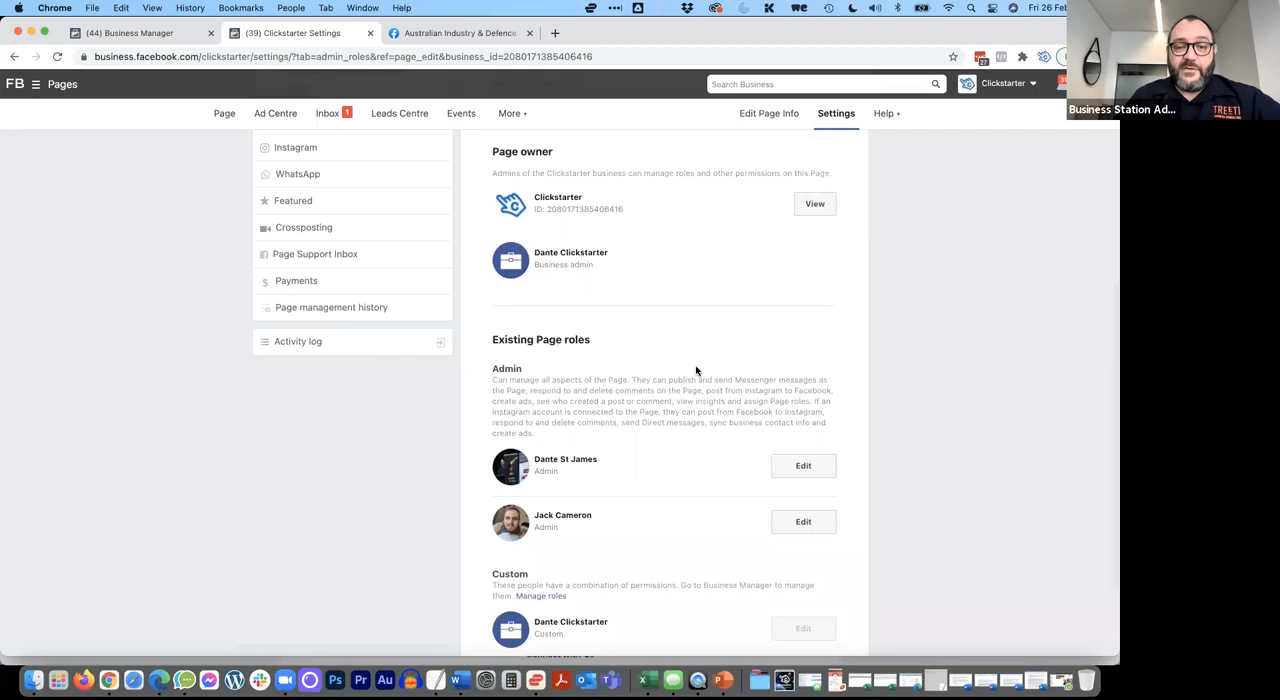 Chrome File Edit View History Bookmarks People Tab Window Help
Fri 26 Feb
(44) Business Manager
(39) Clickstarter Settings
Australian Industry & Defence
business.facebook.com/clickstarter/settings/?tab=admin_roles&ref=page_edit&business_id=2080171385406416
27
FB Pages
Search Business
Clickstarter
Business Station Ad...
TREETI
Page Ad Centre Inbox 1 Leads Centre Events More
Edit Page Info Settings Help
Instagram
WhatsApp
Featured
Crossposting
Page Support Inbox
Payments
Page management history
Activity log
Page owner
Admins of the Clickstarter business can manage roles and other permissions on this Page.
Clickstarter
ID: 2080171385406416
View
Dante Clickstarter
Business admin
Existing Page roles
Admin
Can manage all aspects of the Page. They can publish and send Messenger messages as
the Page, respond to and delete comments on the Page, post from Instagram to Facebook,
create ads, see who created a post or comment, view insights and assign Page roles. If an
Instagram account is connected to the Page, they can post from Facebook to Instagram,
respond to and delete comments, send Direct messages, sync business contact info and
create ads.
Dante St James
Admin
Edit
Jack Cameron
Admin
Edit
Custom
These people have a combination of permissions. Go to Business Manager to manage
them. Manage roles
Dante Clickstarter
Custom
Edit
Ps Pr Au